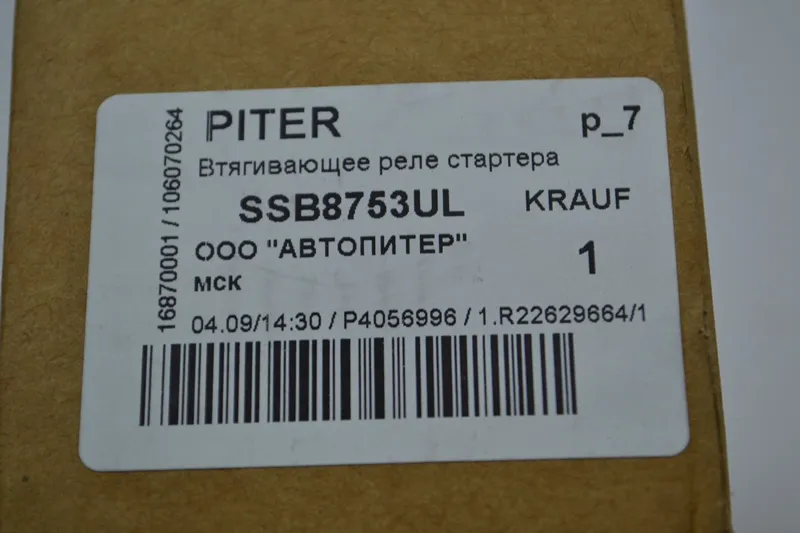 PITER
p_7
Втягивающее реле стартера
SSB8753UL
KRAUF
ООО "АВТОПИТЕР"
1
мск
04.09/14:30 / P4056996 / 1.R22629664/1
16870001 / 106070264